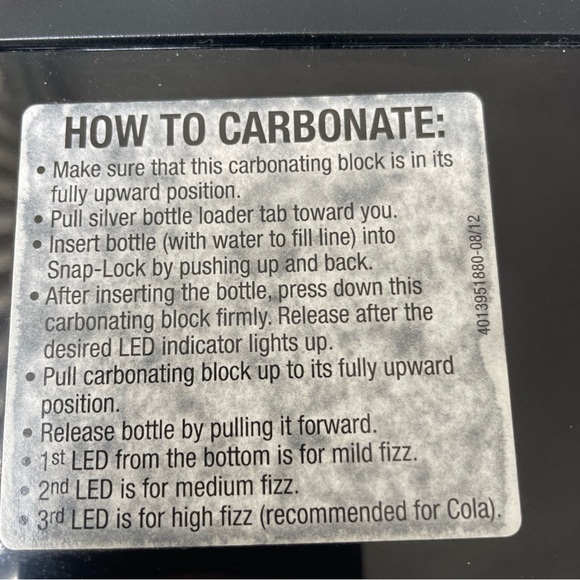 HOW TO CARBONATE:
• Make sure that this carbonating block is in its
fully upward position.
• Pull silver bottle loader tab toward you.
• Insert bottle (with water to fill line) into
Snap-Lock by pushing up and back.
• After inserting the bottle, press down this
carbonating block firmly. Release after the
desired LED indicator lights up.
• Pull carbonating block up to its fully upward
position.
• Release bottle by pulling it forward.
• 1st LED from the bottom is for mild fizz.
• 2nd LED is for medium fizz.
• 3rd LED is for high fizz (recommended for Cola).
4013951880-08/12